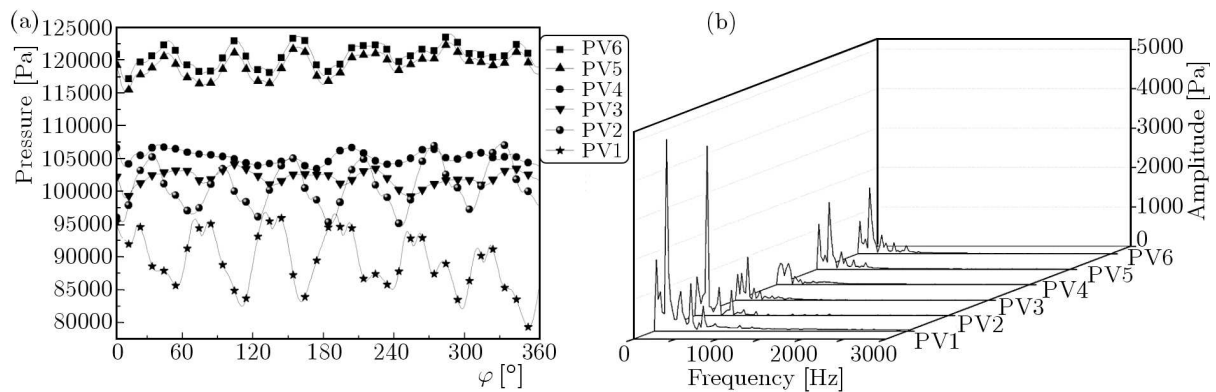 (a)
Pressure [Pa]
125000
120000
115000
110000
105000
100000
95000
90000
85000
80000
0 60 120 180 240 300 360
φ [°]
PV6
PV5
PV4
PV3
PV2
PV1
(b)
5000
4000
3000
2000
1000
0
Amplitude [Pa]
PV6
PV5
PV4
PV3
PV2
PV1
0 1000 2000 3000
Frequency [Hz]